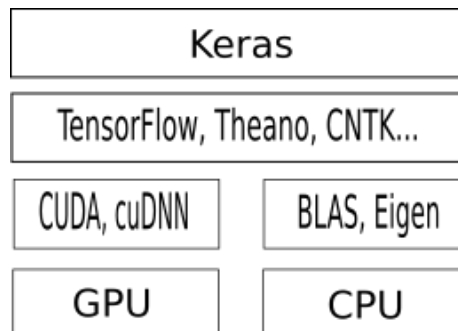 Keras
TensorFlow, Theano, CNTK...
CUDA, cuDNN
BLAS, Eigen
GPU
CPU